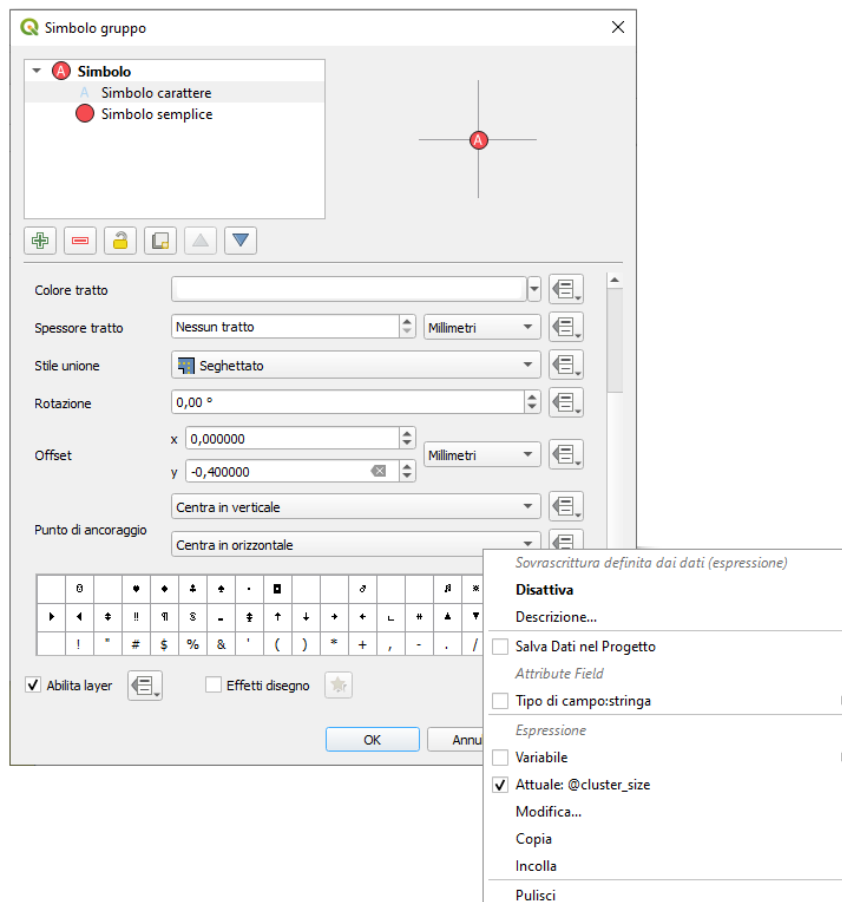 Simbolo gruppo
A Simbolo
A Simbolo carattere
Simbolo semplice
A
Colore tratto
Spessore tratto Nessun tratto Millimetri
Stile unione Seghettato
Rotazione 0,00 °
Offset x 0,000000 Millimetri
y -0,400000
Punto di ancoraggio Centra in verticale
Centra in orizzontale
! " # $ % & ' ( ) * + , - . /
Abilita layer Effetti disegno
OK Annu
Sovrascrittura definita dai dati (espressione)
Disattiva
Descrizione...
Salva Dati nel Progetto
Attribute Field
Tipo di campo:stringa
Espressione
Variabile
Attuale: @cluster_size
Modifica...
Copia
Incolla
Pulisci